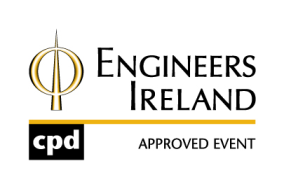 ENGINEERS
IRELAND
cpd APPROVED EVENT